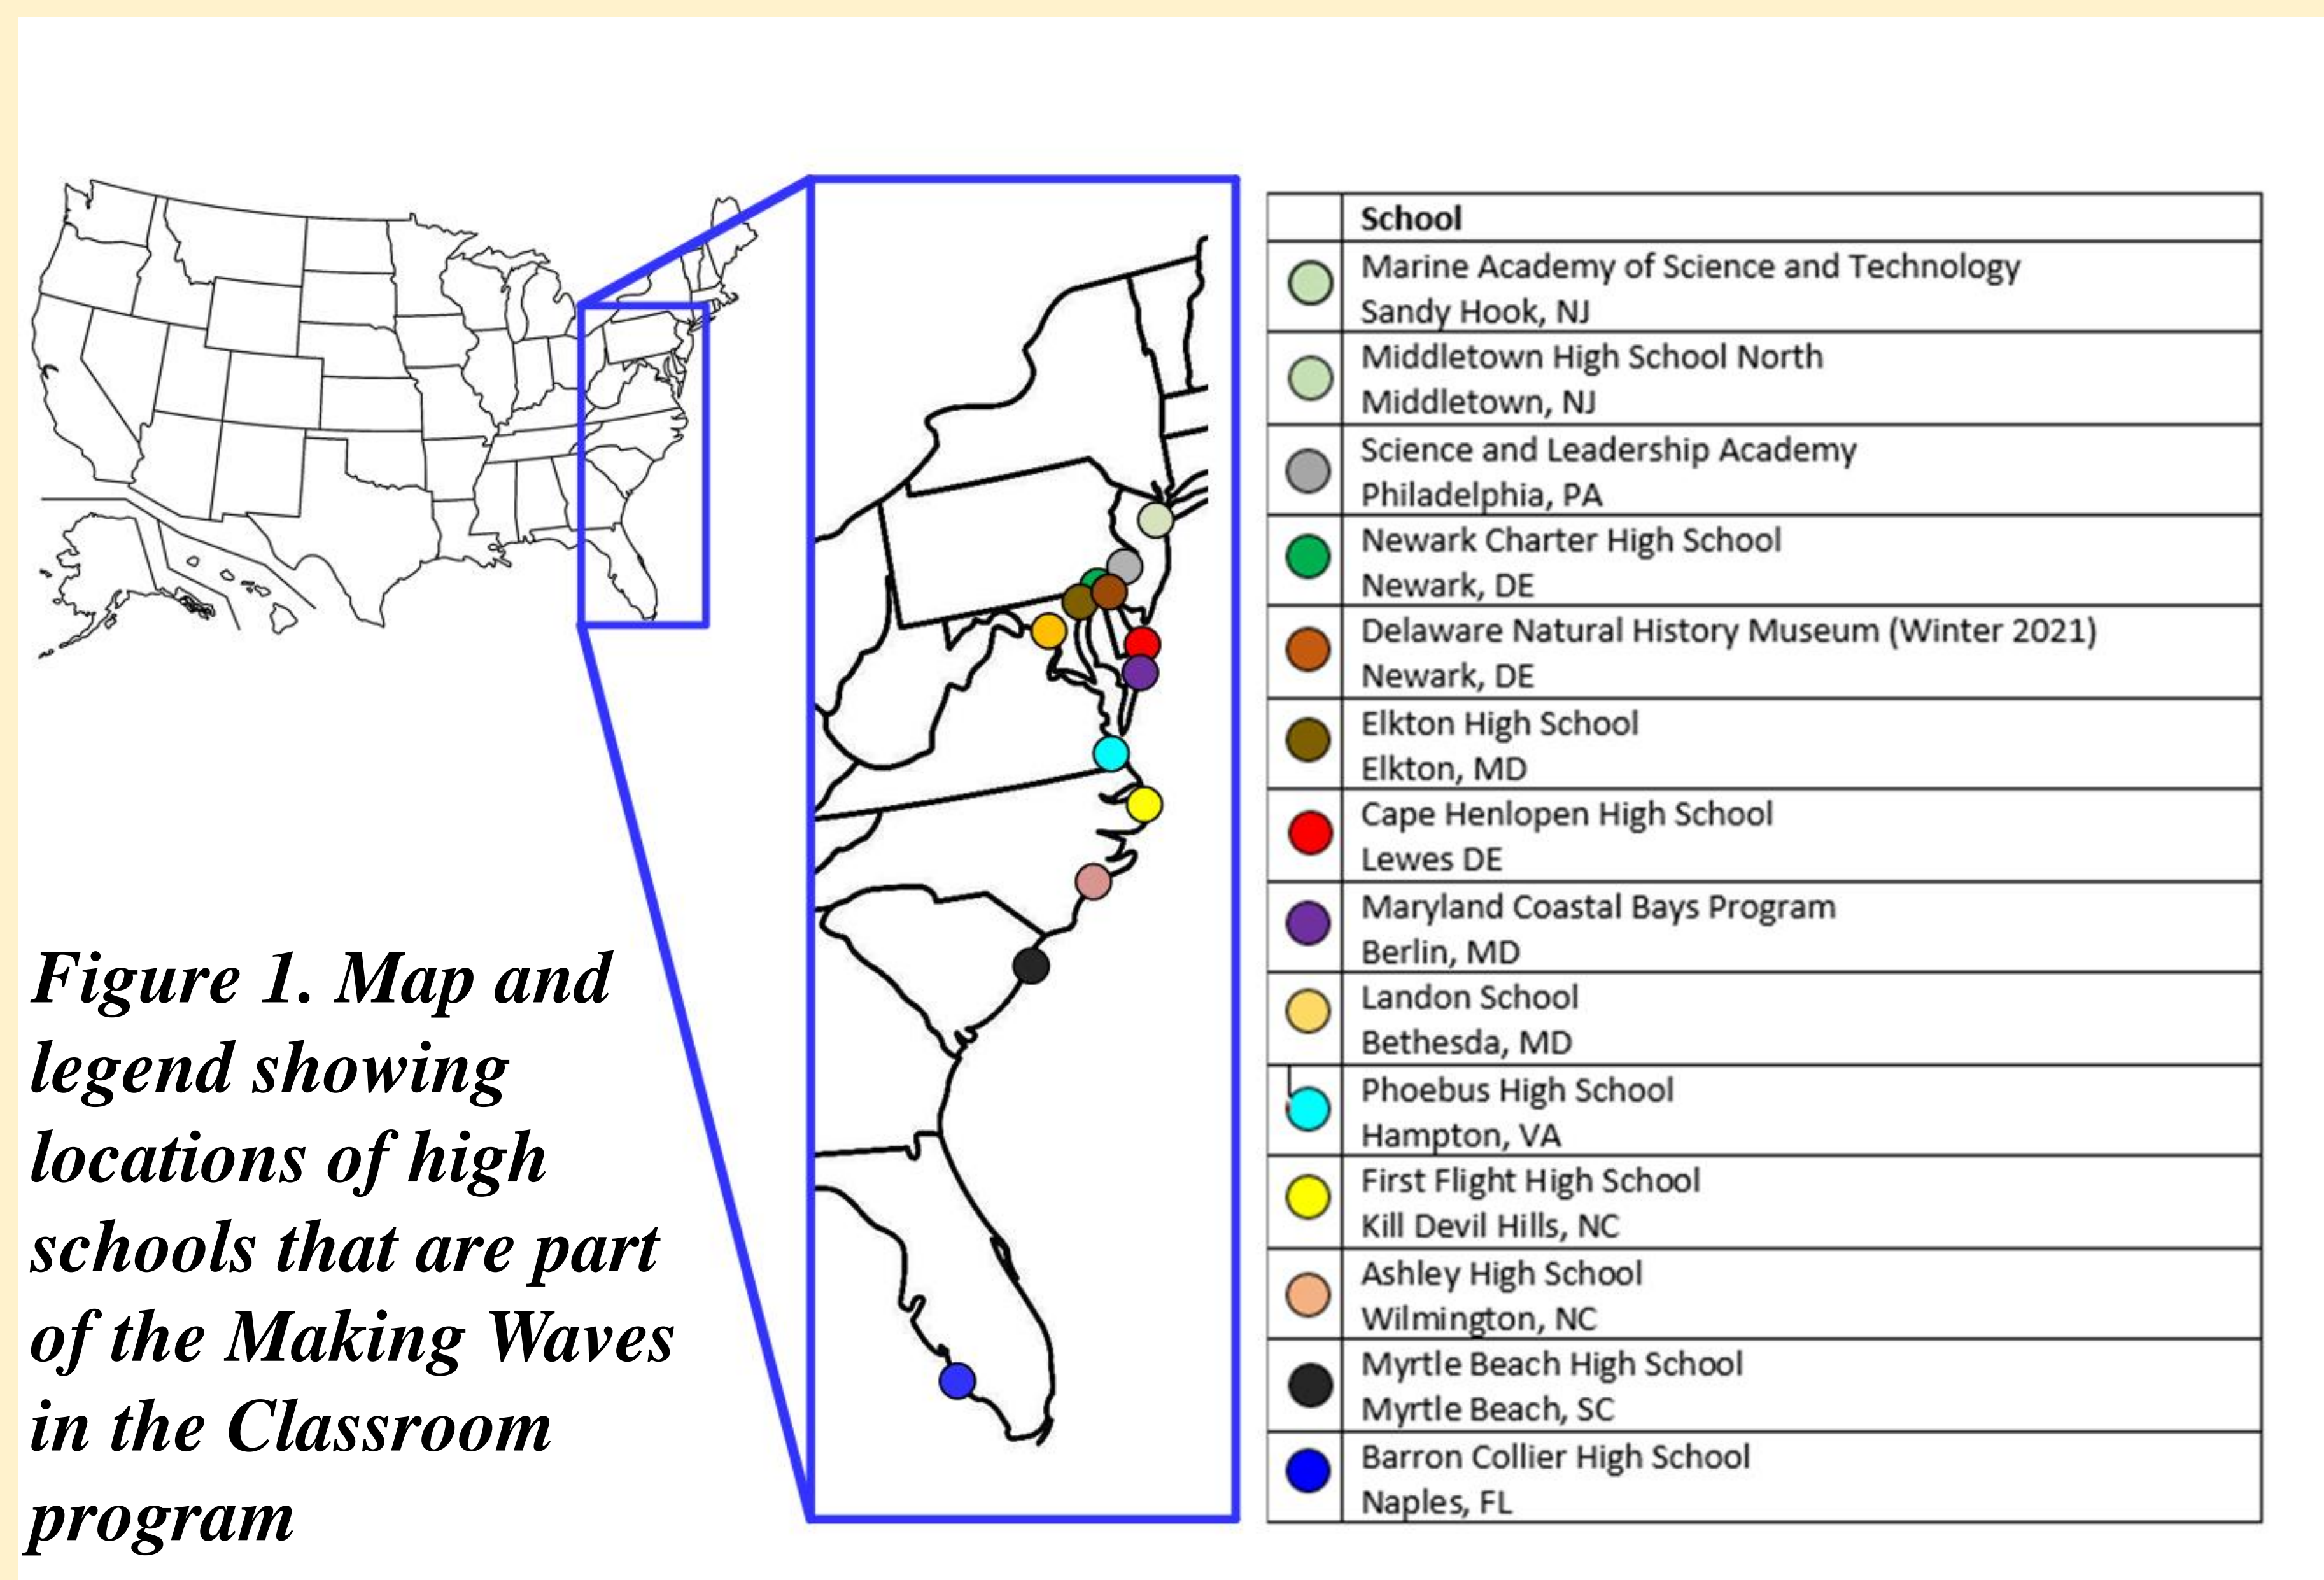 School
Marine Academy of Science and Technology
Sandy Hook, NJ
Middletown High School North
Middletown, NJ
Science and Leadership Academy
Philadelphia, PA
Newark Charter High School
Newark, DE
Delaware Natural History Museum (Winter 2021)
Newark, DE
Elkton High School
Elkton, MD
Cape Henlopen High School
Lewes DE
Maryland Coastal Bays Program
Berlin, MD
Landon School
Bethesda, MD
Phoebus High School
Hampton, VA
First Flight High School
Kill Devil Hills, NC
Ashley High School
Wilmington, NC
Myrtle Beach High School
Myrtle Beach, SC
Barron Collier High School
Naples, FL
Figure 1. Map and
legend showing
locations of high
schools that are part
of the Making Waves
in the Classroom
program